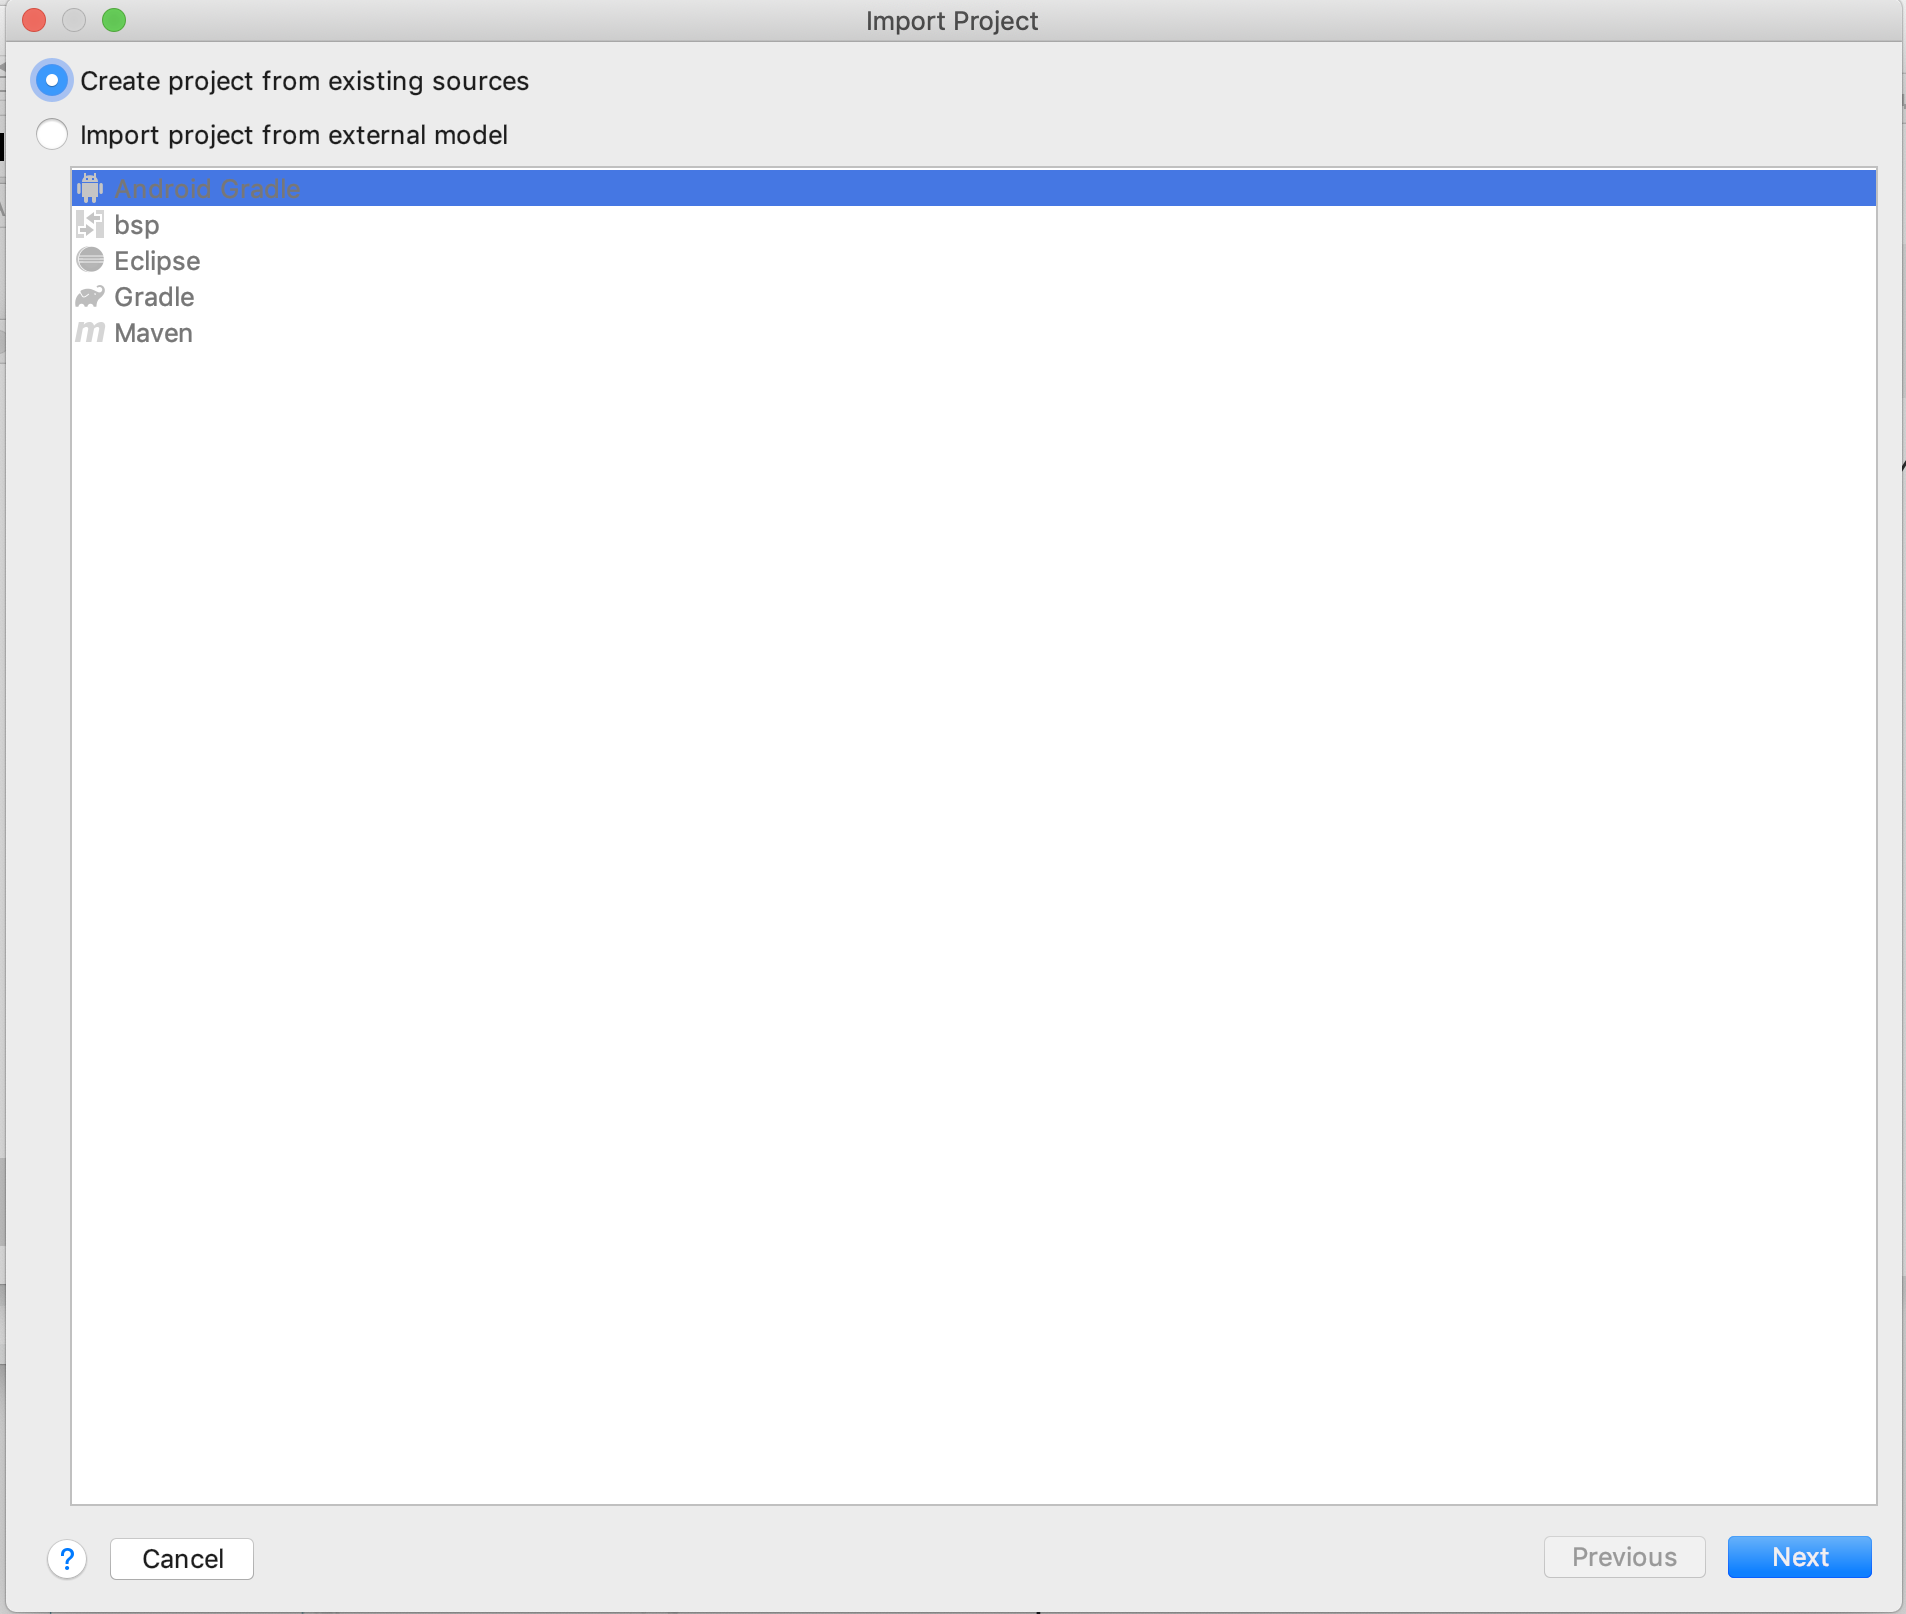 Import Project
Create project from existing sources
Import project from external model
Android Gradle
bsp
Eclipse
Gradle
Maven
? Cancel Previous Next